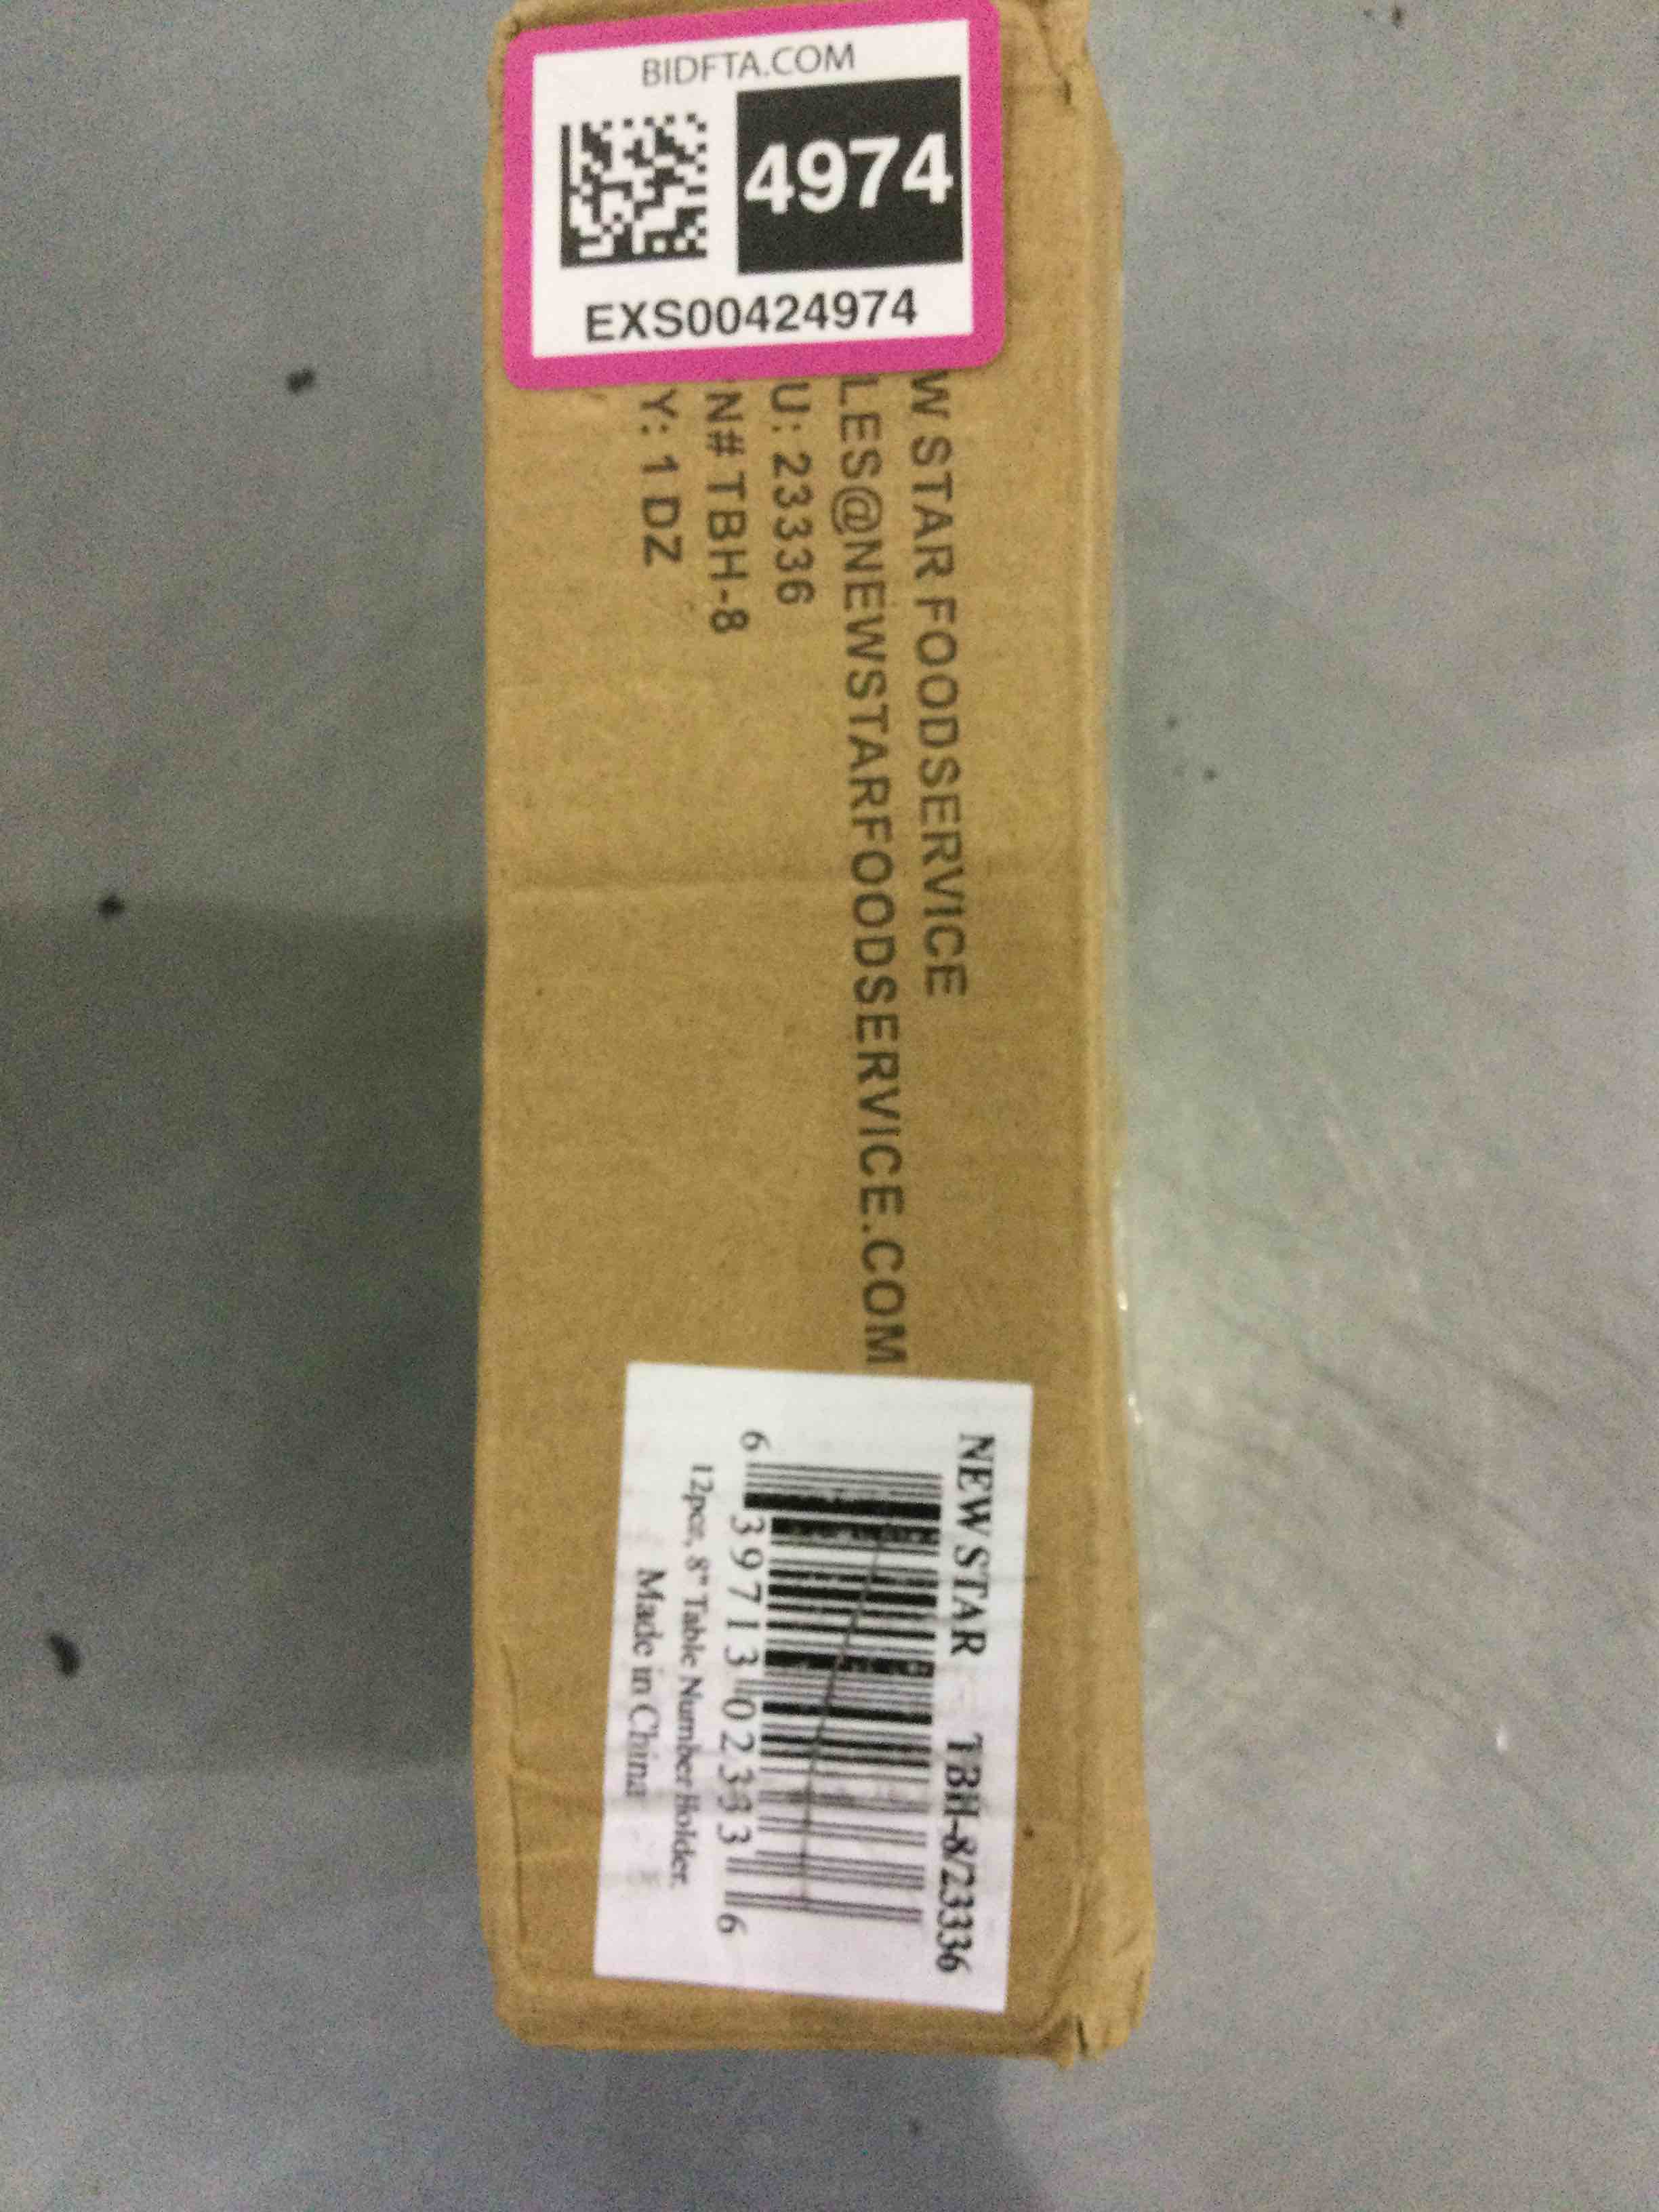 BIDFTA.COM
4974
EXS00424974
W STAR FOODSERVICE
LES@NEWSTARFOODSERVICE.COM
U: 23336
N# TBH-8
Y: 1 DZ
NEW STAR TBH-8/23336
6 39713 02333 6
12pcs, 8" Table Number Holder.
Made in China